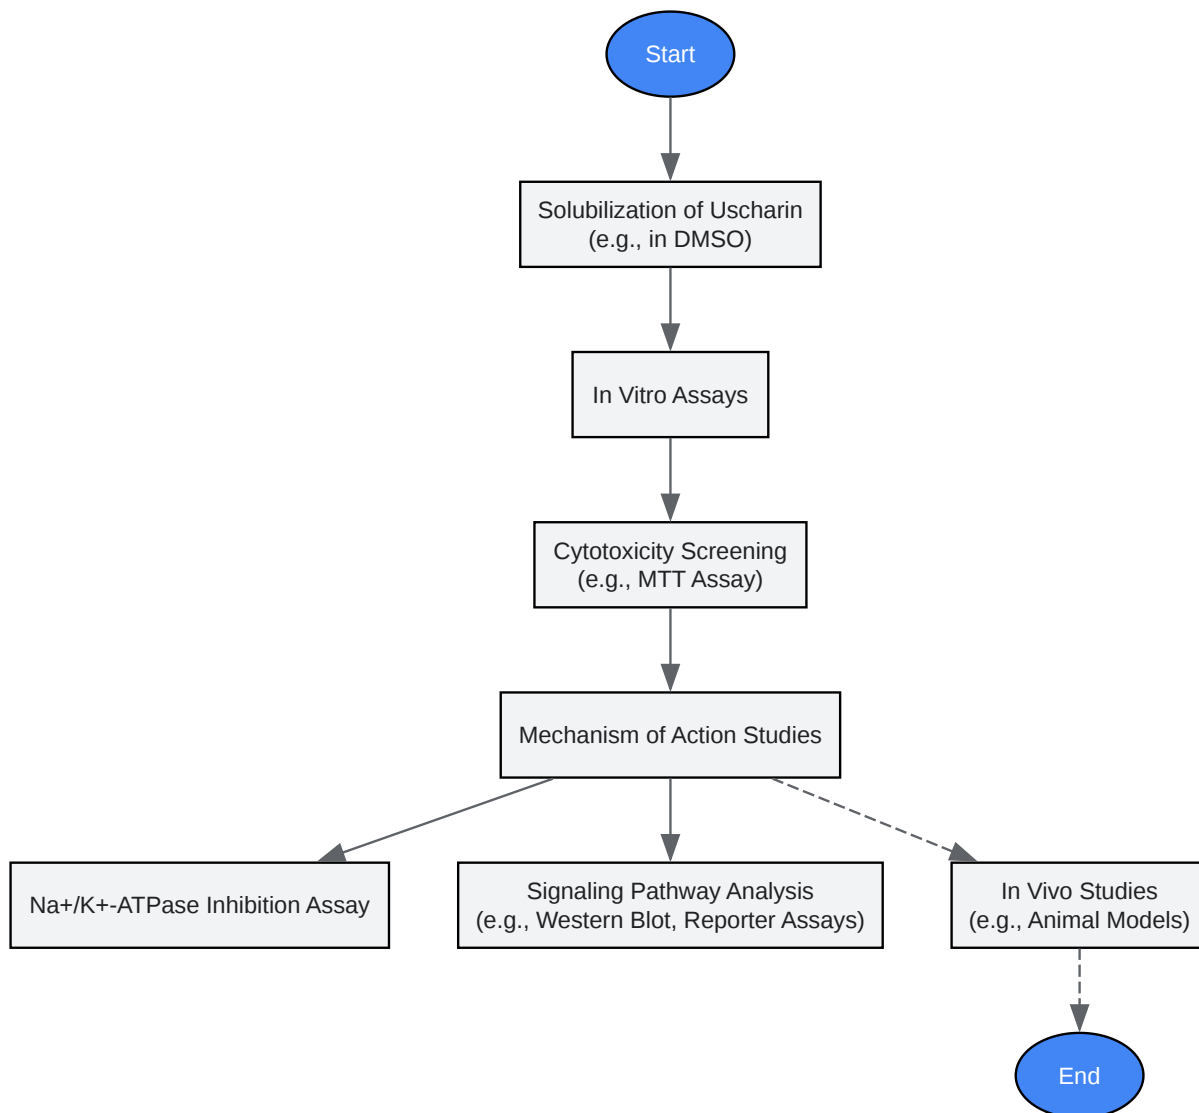 Start
Solubilization of Uscharin
(e.g., in DMSO)
In Vitro Assays
Cytotoxicity Screening
(e.g., MTT Assay)
Mechanism of Action Studies
Na+/K+-ATPase Inhibition Assay
Signaling Pathway Analysis
(e.g., Western Blot, Reporter Assays)
In Vivo Studies
(e.g., Animal Models)
End